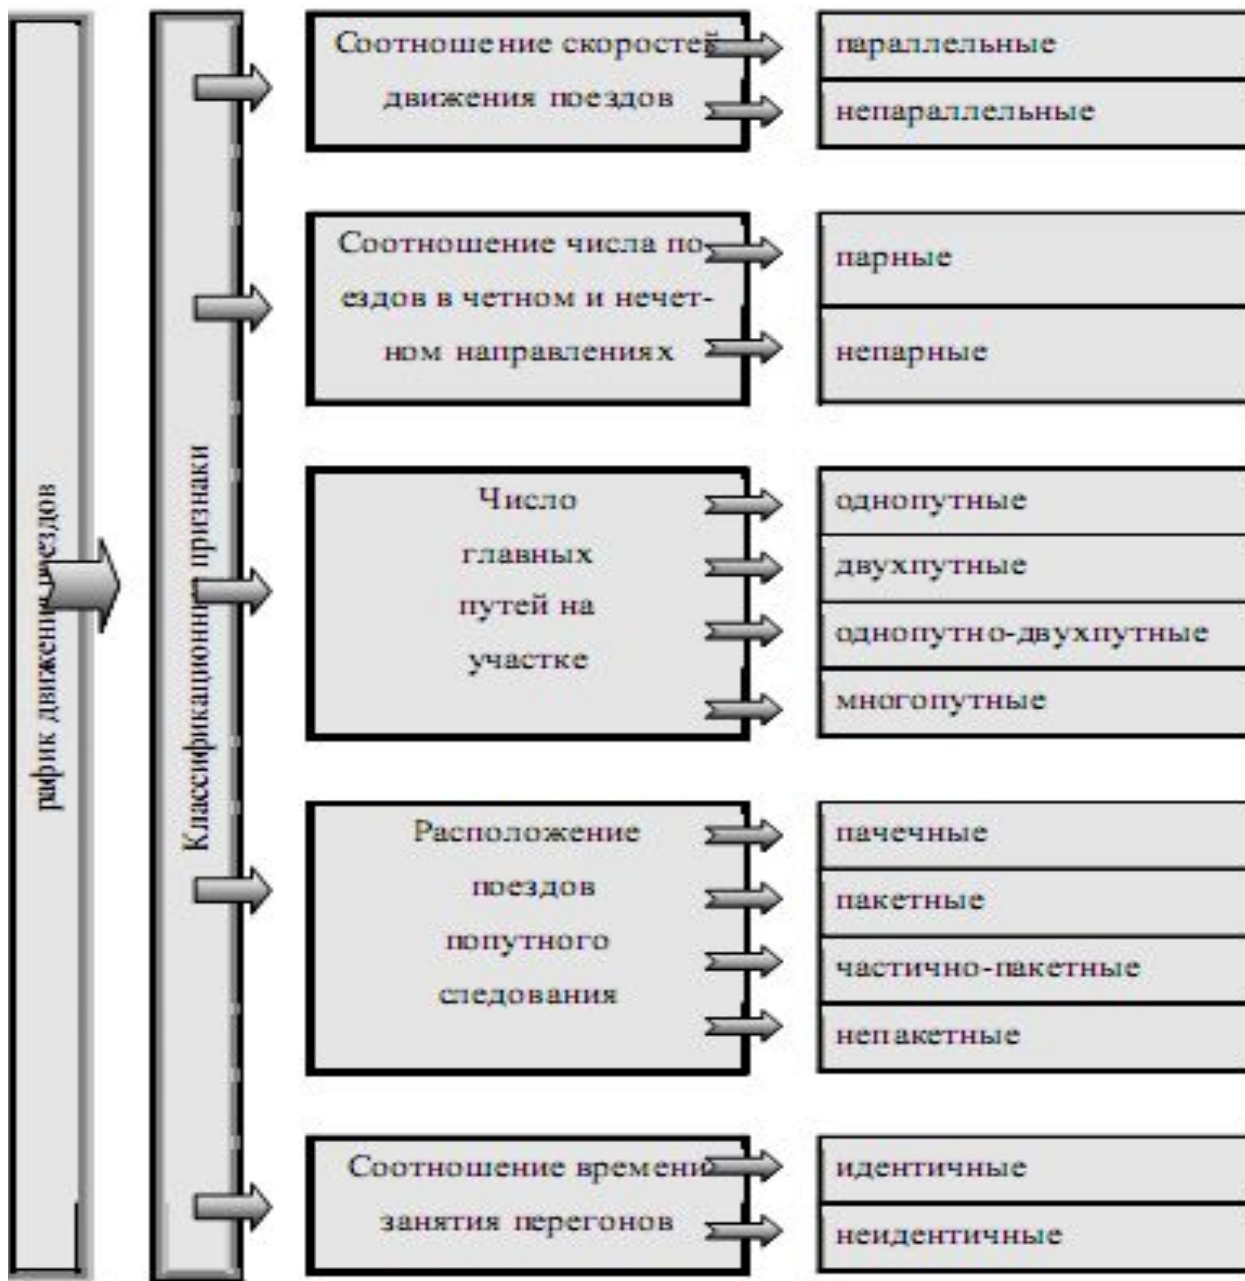 рафик движения поездов
Классификационные признаки
Соотношение скоростей
движения поездов
параллельные
непараллельные
Соотношение числа по-
ездов в четном и нечет-
ном направлениях
парные
непарные
Число
главных
путей на
участке
однопутные
двухпутные
однопутно-двухпутные
многопутные
Расположение
поездов
попутного
следования
пачечные
пакетные
частично-пакетные
непакетные
Соотношение времени
занятия перегонов
идентичные
неидентичные